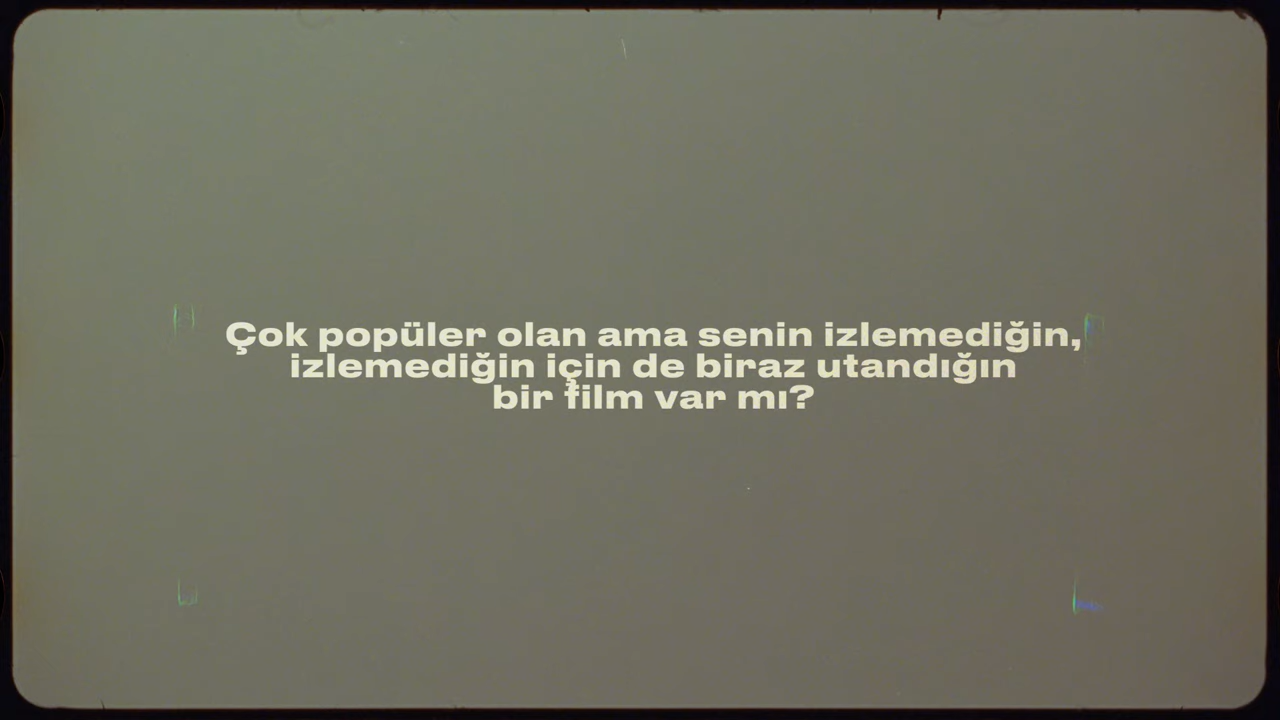 Çok popüler olan ama senin izlemediğin,
izlemediğin için de biraz utandığın
bir film var mı?